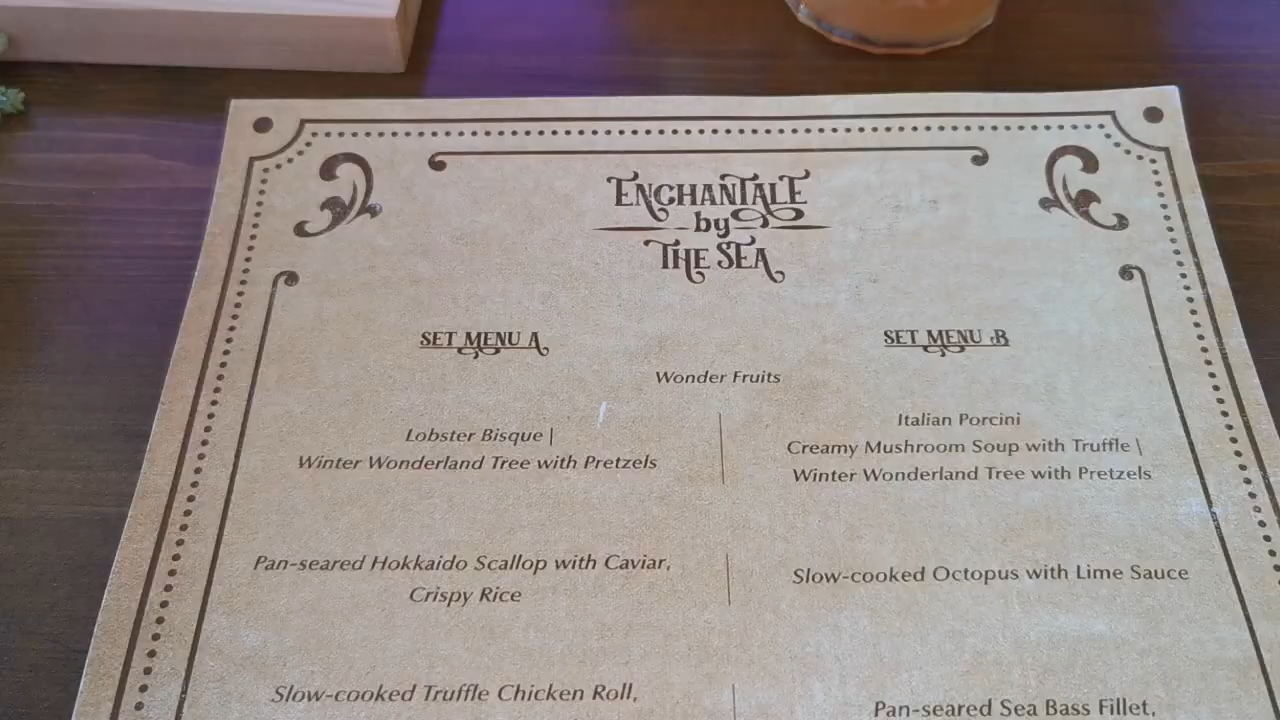 ENCHANTALE
by
THE SEA
SET MENU A
SET MENU B
Wonder Fruits
Lobster Bisque |
Winter Wonderland Tree with Pretzels
Italian Porcini
Creamy Mushroom Soup with Truffle |
Winter Wonderland Tree with Pretzels
Pan-seared Hokkaido Scallop with Caviar,
Crispy Rice
Slow-cooked Octopus with Lime Sauce
Slow-cooked Truffle Chicken Roll,
Pan-seared Sea Bass Fillet,